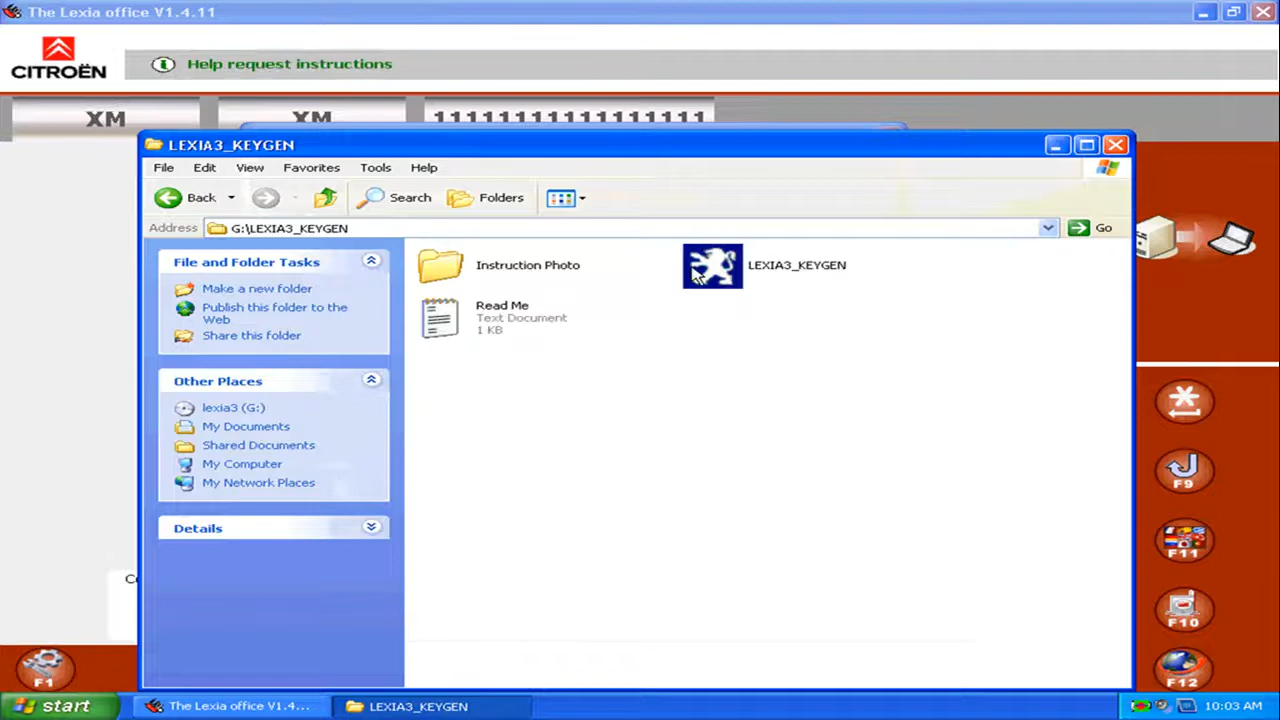 The Lexia office V1.4.11
CITROËN
Help request instructions
XM XM 11111111111111111
LEXIA3_KEYGEN
File Edit View Favorites Tools Help
Back Search Folders
Address G:\LEXIA3_KEYGEN Go
File and Folder Tasks
Make a new folder
Publish this folder to the
Web
Share this folder
Other Places
lexia3 (G:)
My Documents
Shared Documents
My Computer
My Network Places
Details
Instruction Photo
LEXIA3_KEYGEN
Read Me
Text Document
1 KB
F9
F11
F10
F12
F1
start The Lexia office V1.4... LEXIA3_KEYGEN 10:03 AM